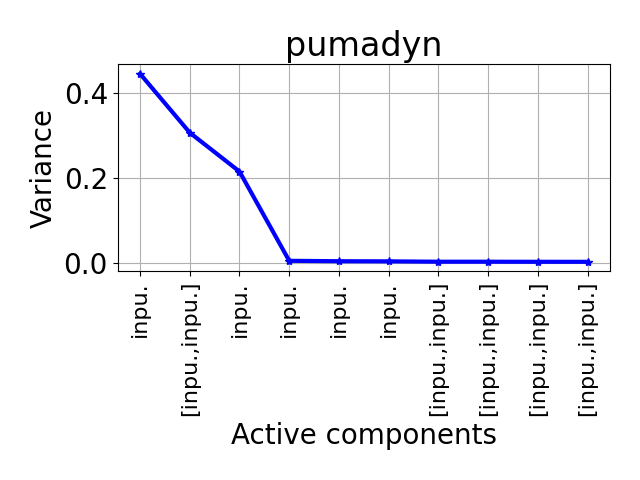 pumadyn
Variance
0.4
0.2
0.0
inpu.
[inpu.,inpu.]
inpu.
inpu.
inpu.
inpu.
[inpu.,inpu.]
[inpu.,inpu.]
[inpu.,inpu.]
[inpu.,inpu.]
Active components